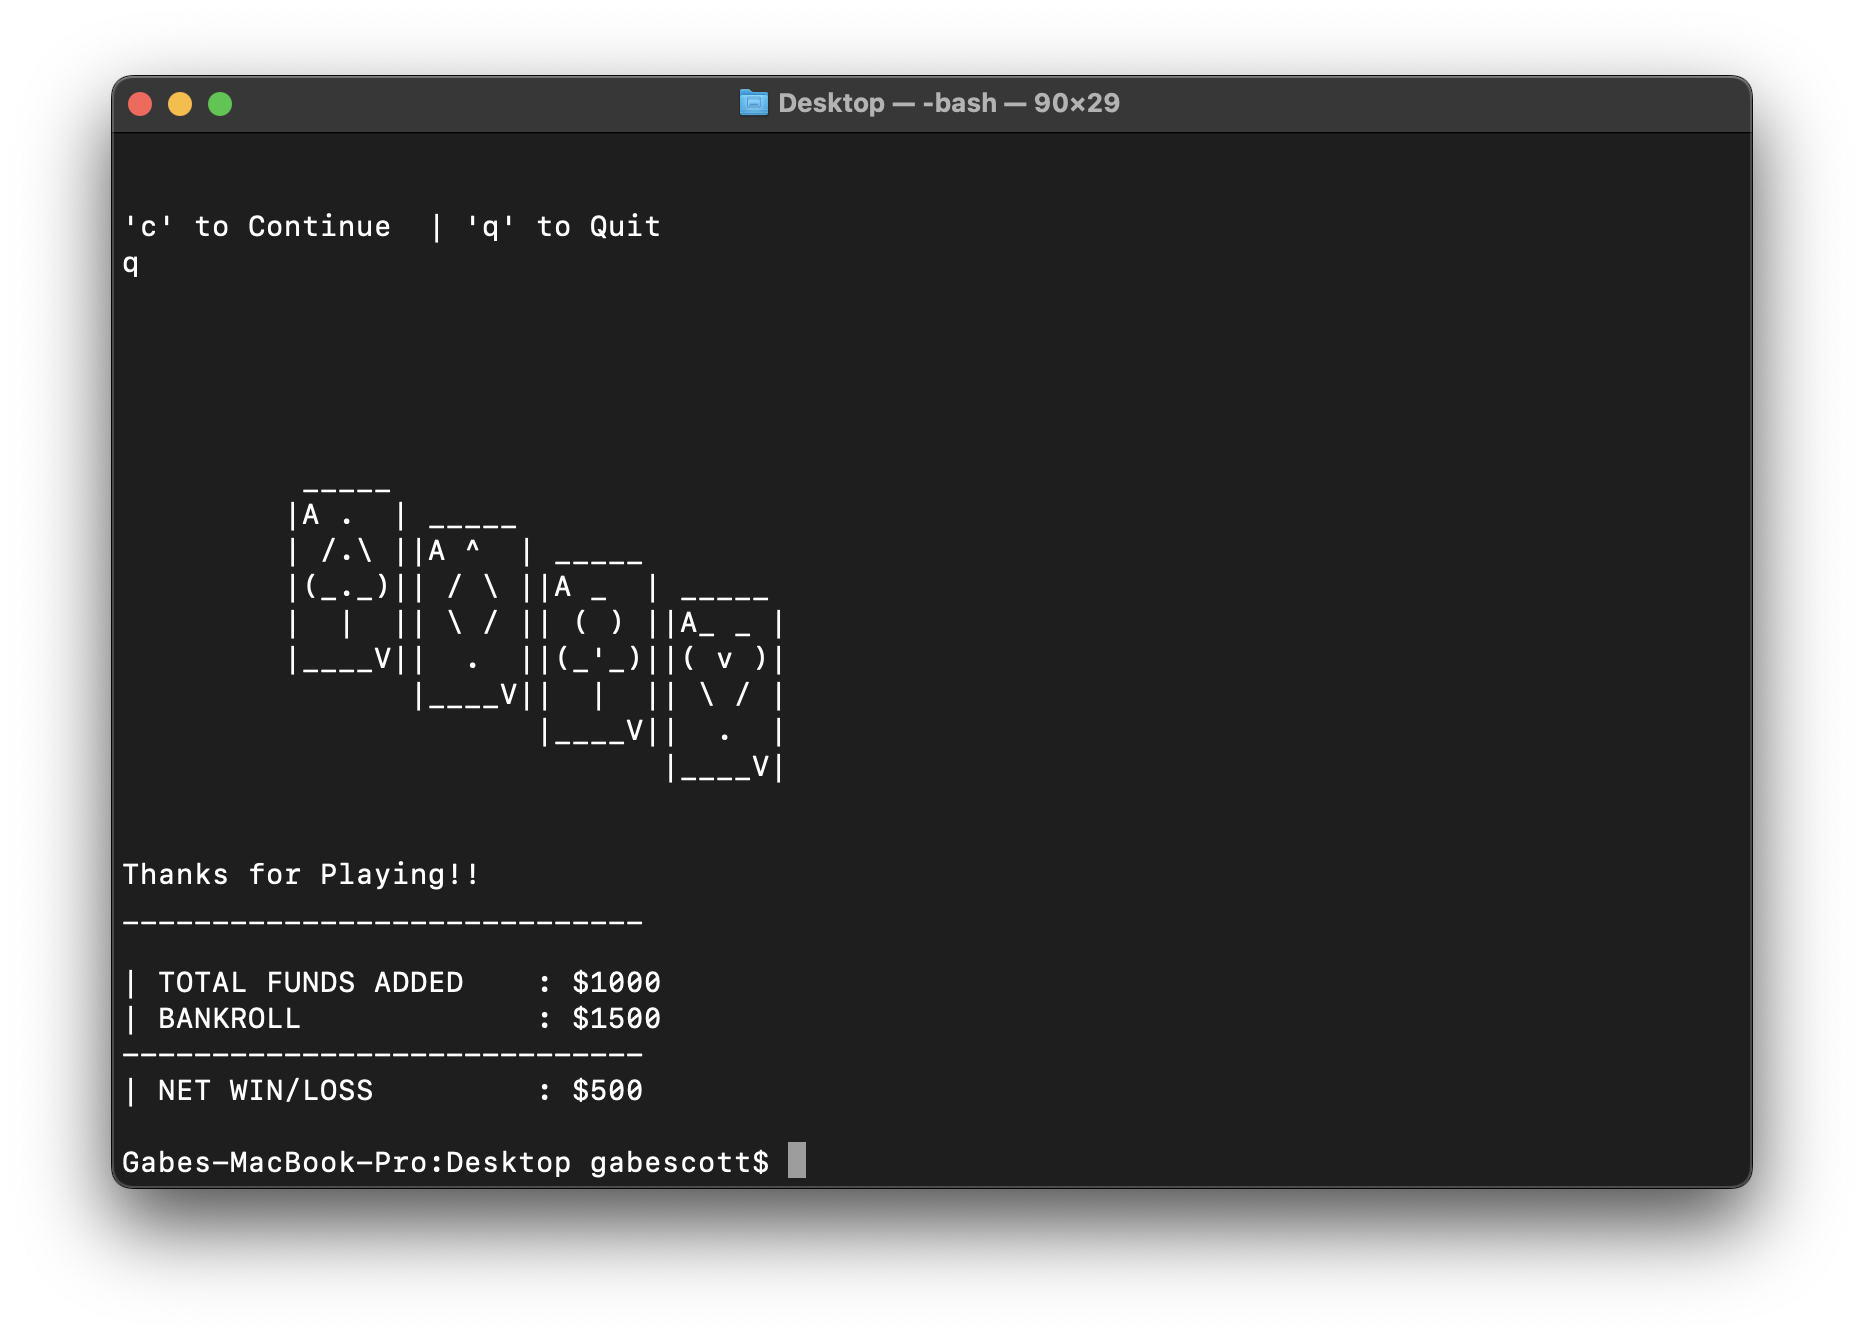 Desktop — -bash — 90×29
'c' to Continue  | 'q' to Quit
q
 _____
|A .  | _____
| /.\ ||A ^  | _____
|(_._)|| / \ ||A _  | _____
|  |  || \ / || ( ) ||A_ _ |
|____V||  .  ||(_'_)||( v )|
       |____V||  |  || \ / |
              |____V||  .  |
                     |____V|
Thanks for Playing!!
-----------------------------
| TOTAL FUNDS ADDED    : $1000
| BANKROLL             : $1500
-----------------------------
| NET WIN/LOSS         : $500
Gabes-MacBook-Pro:Desktop gabescott$